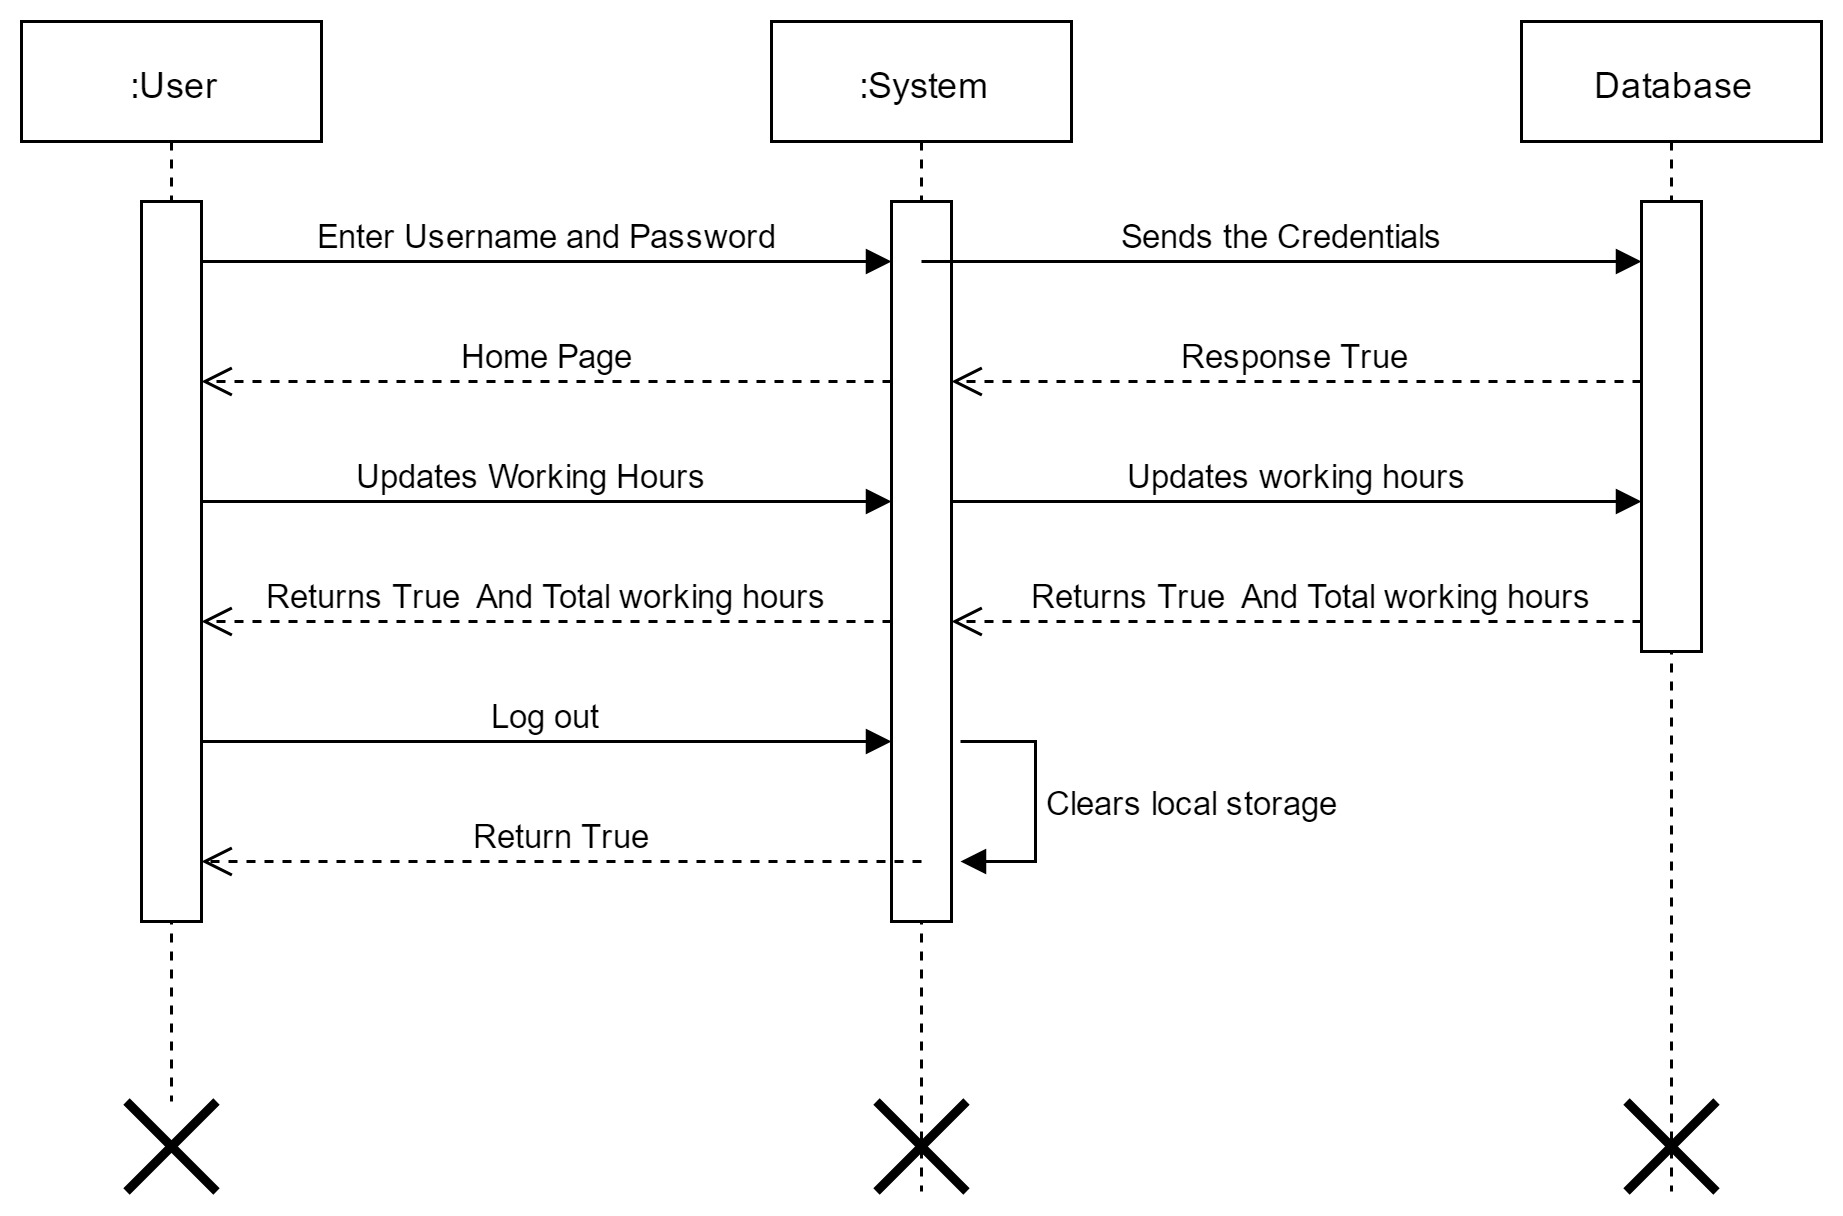 :User
:System
Database
Enter Username and Password
Sends the Credentials
Home Page
Response True
Updates Working Hours
Updates working hours
Returns True  And Total working hours
Returns True  And Total working hours
Log out
Clears local storage
Return True